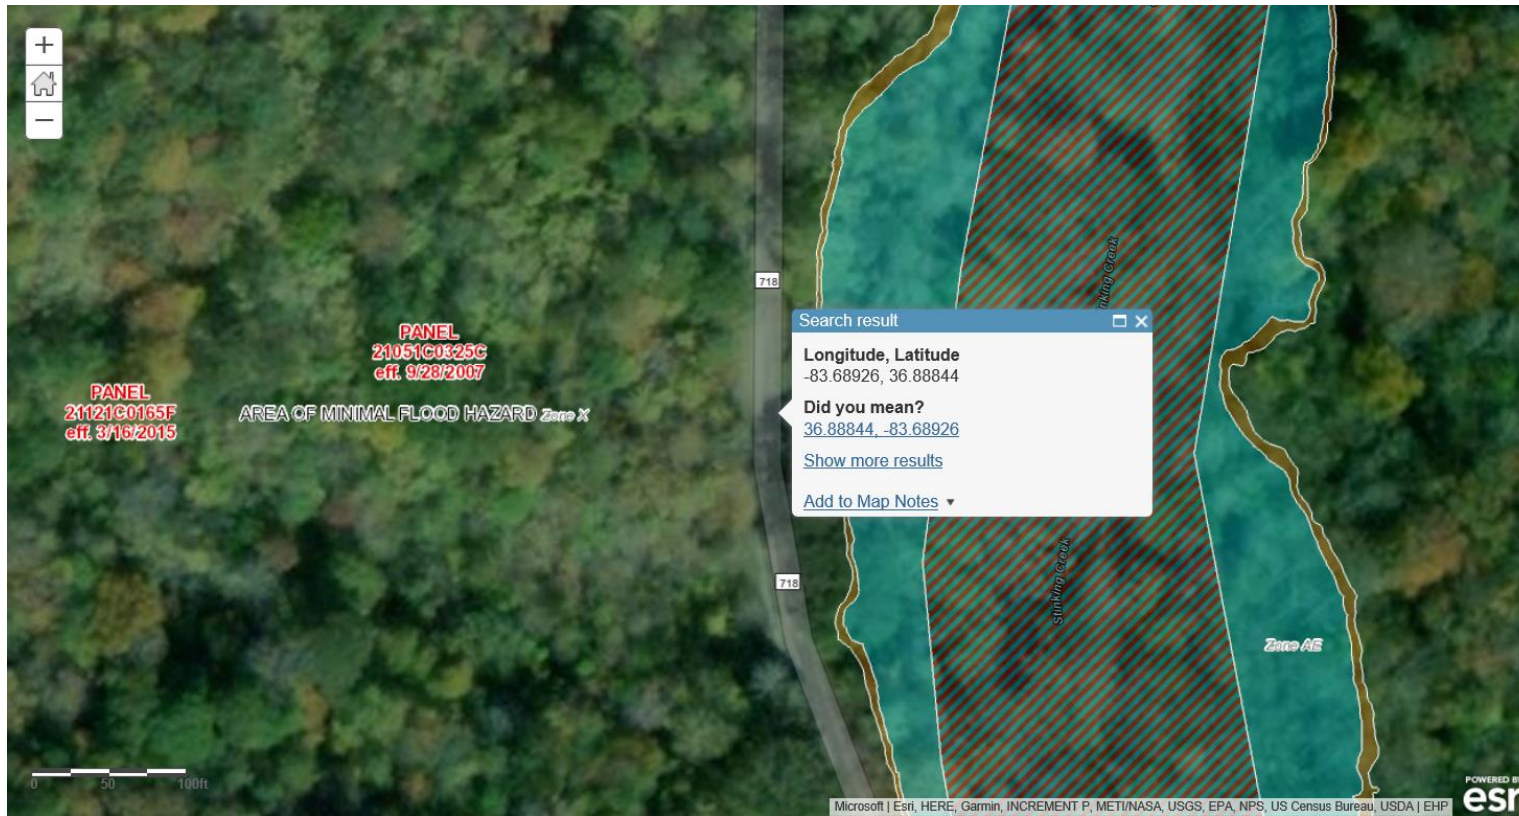 +
−
718
PANEL
21051C0325C
eff. 9/28/2007
PANEL
21121C0165F
eff. 3/16/2015
AREA OF MINIMAL FLOOD HAZARD Zone X
nking Creek
Search result
Longitude, Latitude
-83.68926, 36.88844
Did you mean?
36.88844, -83.68926
Show more results
Add to Map Notes
718
Stinking Creek
Zone AE
0 50 100ft
POWERED BY
esri
Microsoft | Esri, HERE, Garmin, INCREMENT P, METI/NASA, USGS, EPA, NPS, US Census Bureau, USDA | EHP